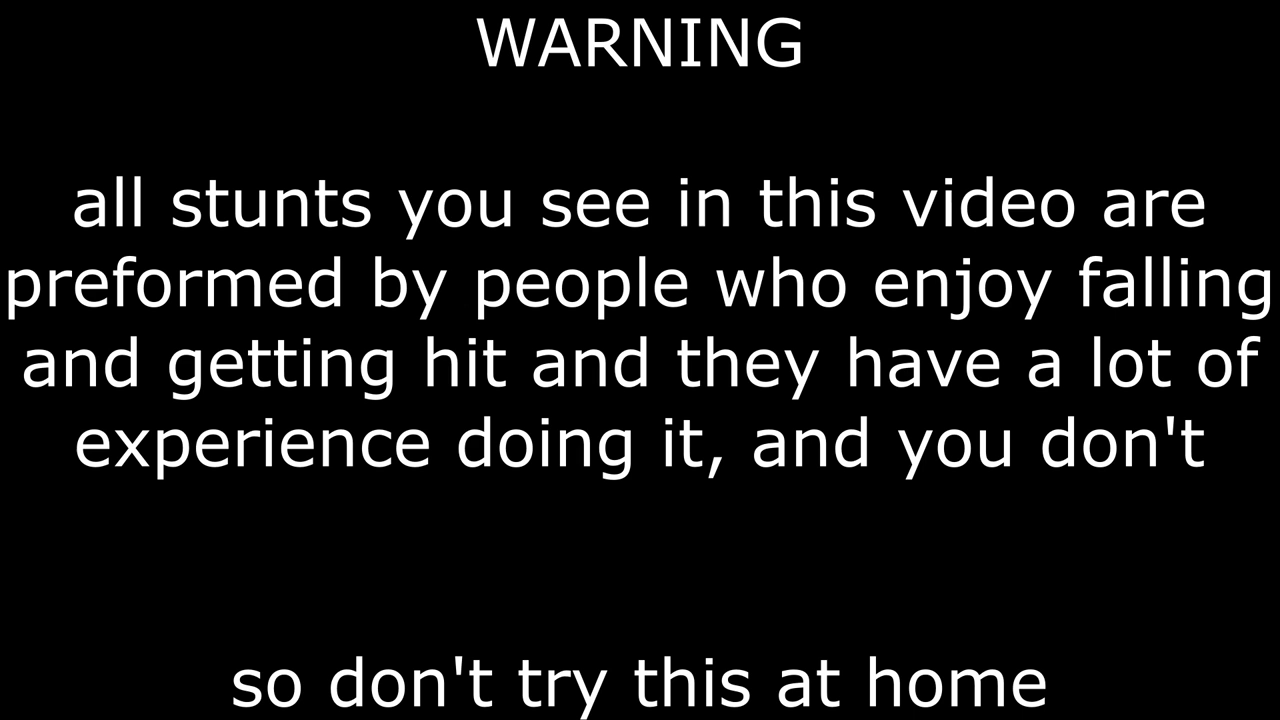 WARNING
all stunts you see in this video are
preformed by people who enjoy falling
and getting hit and they have a lot of
experience doing it, and you don't
so don't try this at home